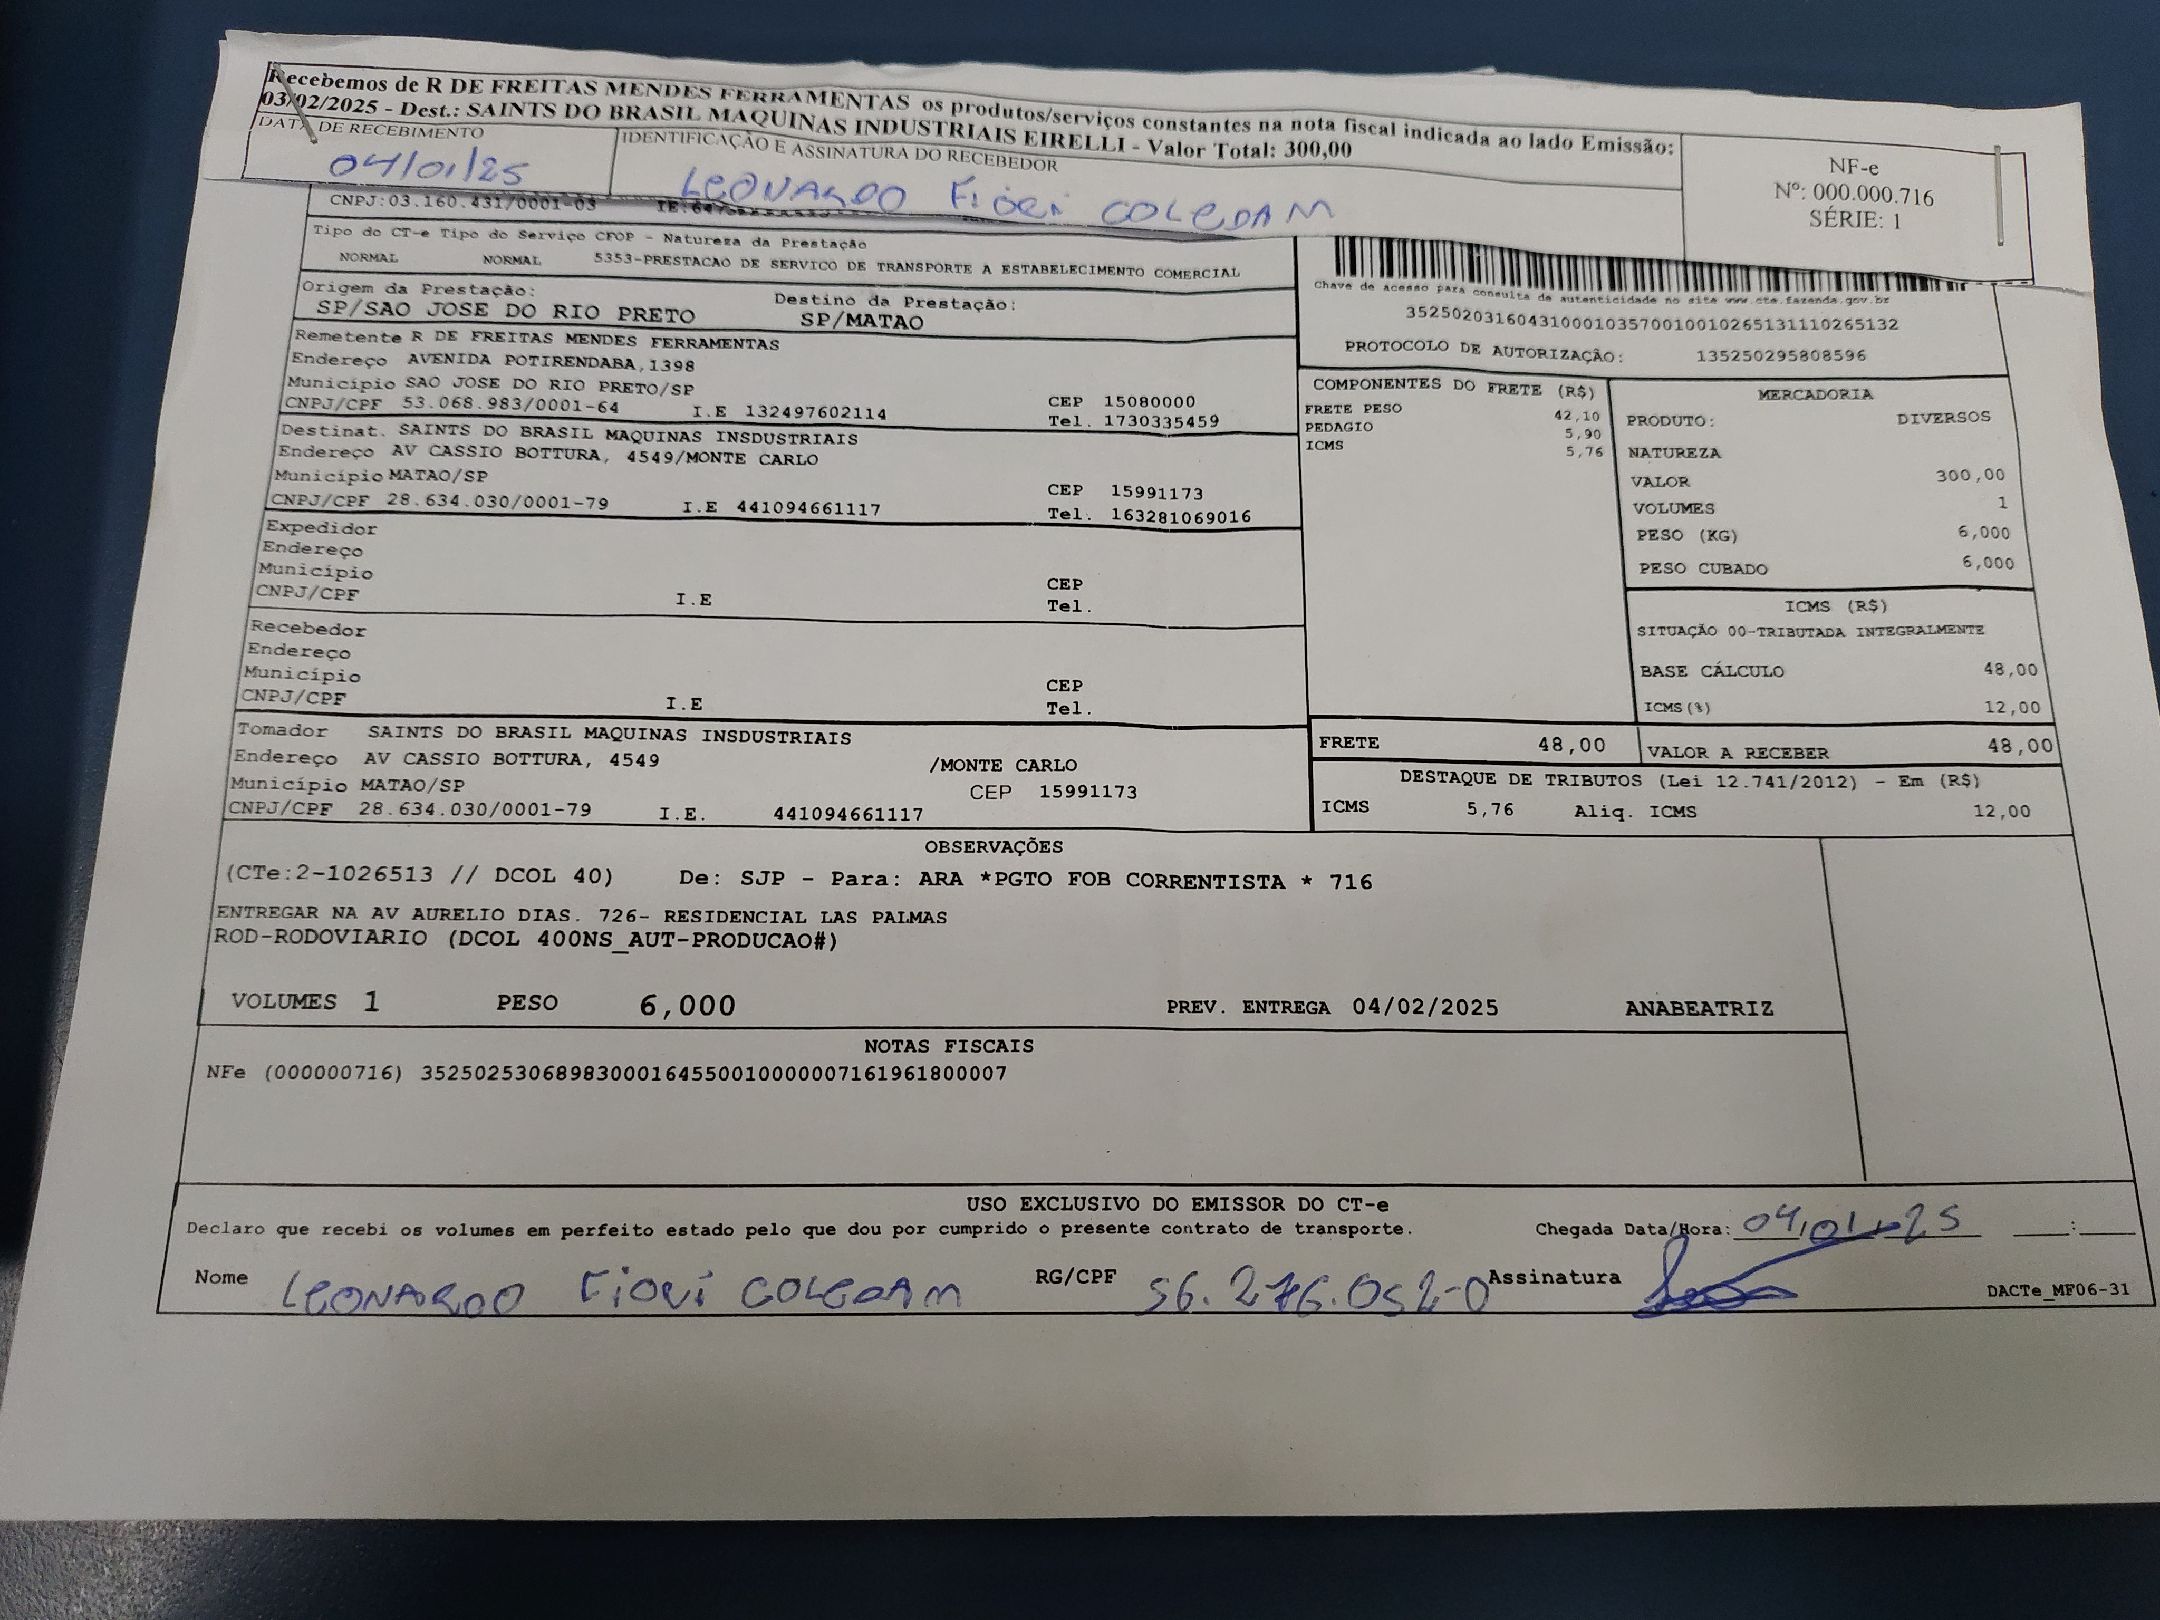 Recebemos de R DE FREITAS MENDES FERRAMENTAS os produtos/serviços constantes na nota fiscal indicada ao lado Emissão:
03/02/2025 - Dest.: SAINTS DO BRASIL MAQUINAS INDUSTRIAIS EIRELLI - Valor Total: 300,00
DATA DE RECEBIMENTO
04/01/25
IDENTIFICAÇÃO E ASSINATURA DO RECEBEDOR
LEONARDO FIORI COLEDAM
NF-e
Nº: 000.000.716
SÉRIE: 1
CNPJ:03.160.431/0001-03 IE:
Tipo do CT-e Tipo do Serviço CFOP - Natureza da Prestação
NORMAL NORMAL 5353-PRESTACAO DE SERVICO DE TRANSPORTE A ESTABELECIMENTO COMERCIAL
Origem da Prestação: Destino da Prestação:
SP/SAO JOSE DO RIO PRETO SP/MATAO
Chave de acesso para consulta de autenticidade no site www.cte.fazenda.gov.br
35250203160431000103570010010265131110265132
PROTOCOLO DE AUTORIZAÇÃO: 135250295808596
Remetente R DE FREITAS MENDES FERRAMENTAS
Endereço AVENIDA POTIRENDABA,1398
Município SAO JOSE DO RIO PRETO/SP CEP 15080000
CNPJ/CPF 53.068.983/0001-64 I.E 132497602114 Tel. 1730335459
Destinat. SAINTS DO BRASIL MAQUINAS INSDUSTRIAIS
Endereço AV CASSIO BOTTURA, 4549/MONTE CARLO
Município MATAO/SP CEP 15991173
CNPJ/CPF 28.634.030/0001-79 I.E 441094661117 Tel. 163281069016
Expedidor
Endereço
Município CEP
CNPJ/CPF I.E Tel.
Recebedor
Endereço
Município CEP
CNPJ/CPF I.E Tel.
Tomador SAINTS DO BRASIL MAQUINAS INSDUSTRIAIS
Endereço AV CASSIO BOTTURA, 4549 /MONTE CARLO
Município MATAO/SP CEP 15991173
CNPJ/CPF 28.634.030/0001-79 I.E. 441094661117
COMPONENTES DO FRETE (R$)
FRETE PESO 42,10
PEDAGIO 5,90
ICMS 5,76
MERCADORIA
PRODUTO: DIVERSOS
NATUREZA
VALOR 300,00
VOLUMES 1
PESO (KG) 6,000
PESO CUBADO 6,000
ICMS (R$)
SITUAÇÃO 00-TRIBUTADA INTEGRALMENTE
BASE CÁLCULO 48,00
ICMS(%) 12,00
FRETE 48,00 VALOR A RECEBER 48,00
DESTAQUE DE TRIBUTOS (Lei 12.741/2012) - Em (R$)
ICMS 5,76 Aliq. ICMS 12,00
OBSERVAÇÕES
(CTe:2-1026513 // DCOL 40) De: SJP - Para: ARA *PGTO FOB CORRENTISTA * 716
ENTREGAR NA AV AURELIO DIAS. 726- RESIDENCIAL LAS PALMAS
ROD-RODOVIARIO (DCOL 400NS_AUT-PRODUCAO#)
VOLUMES 1 PESO 6,000 PREV. ENTREGA 04/02/2025 ANABEATRIZ
NOTAS FISCAIS
NFe (000000716) 35250253068983000164550010000007161961800007
USO EXCLUSIVO DO EMISSOR DO CT-e
Declaro que recebi os volumes em perfeito estado pelo que dou por cumprido o presente contrato de transporte. Chegada Data/Hora: 04/01/25 ____:____
Nome LEONARDO FIORI COLEDAM RG/CPF 56.276.052-0 Assinatura
DACTe_MF06-31